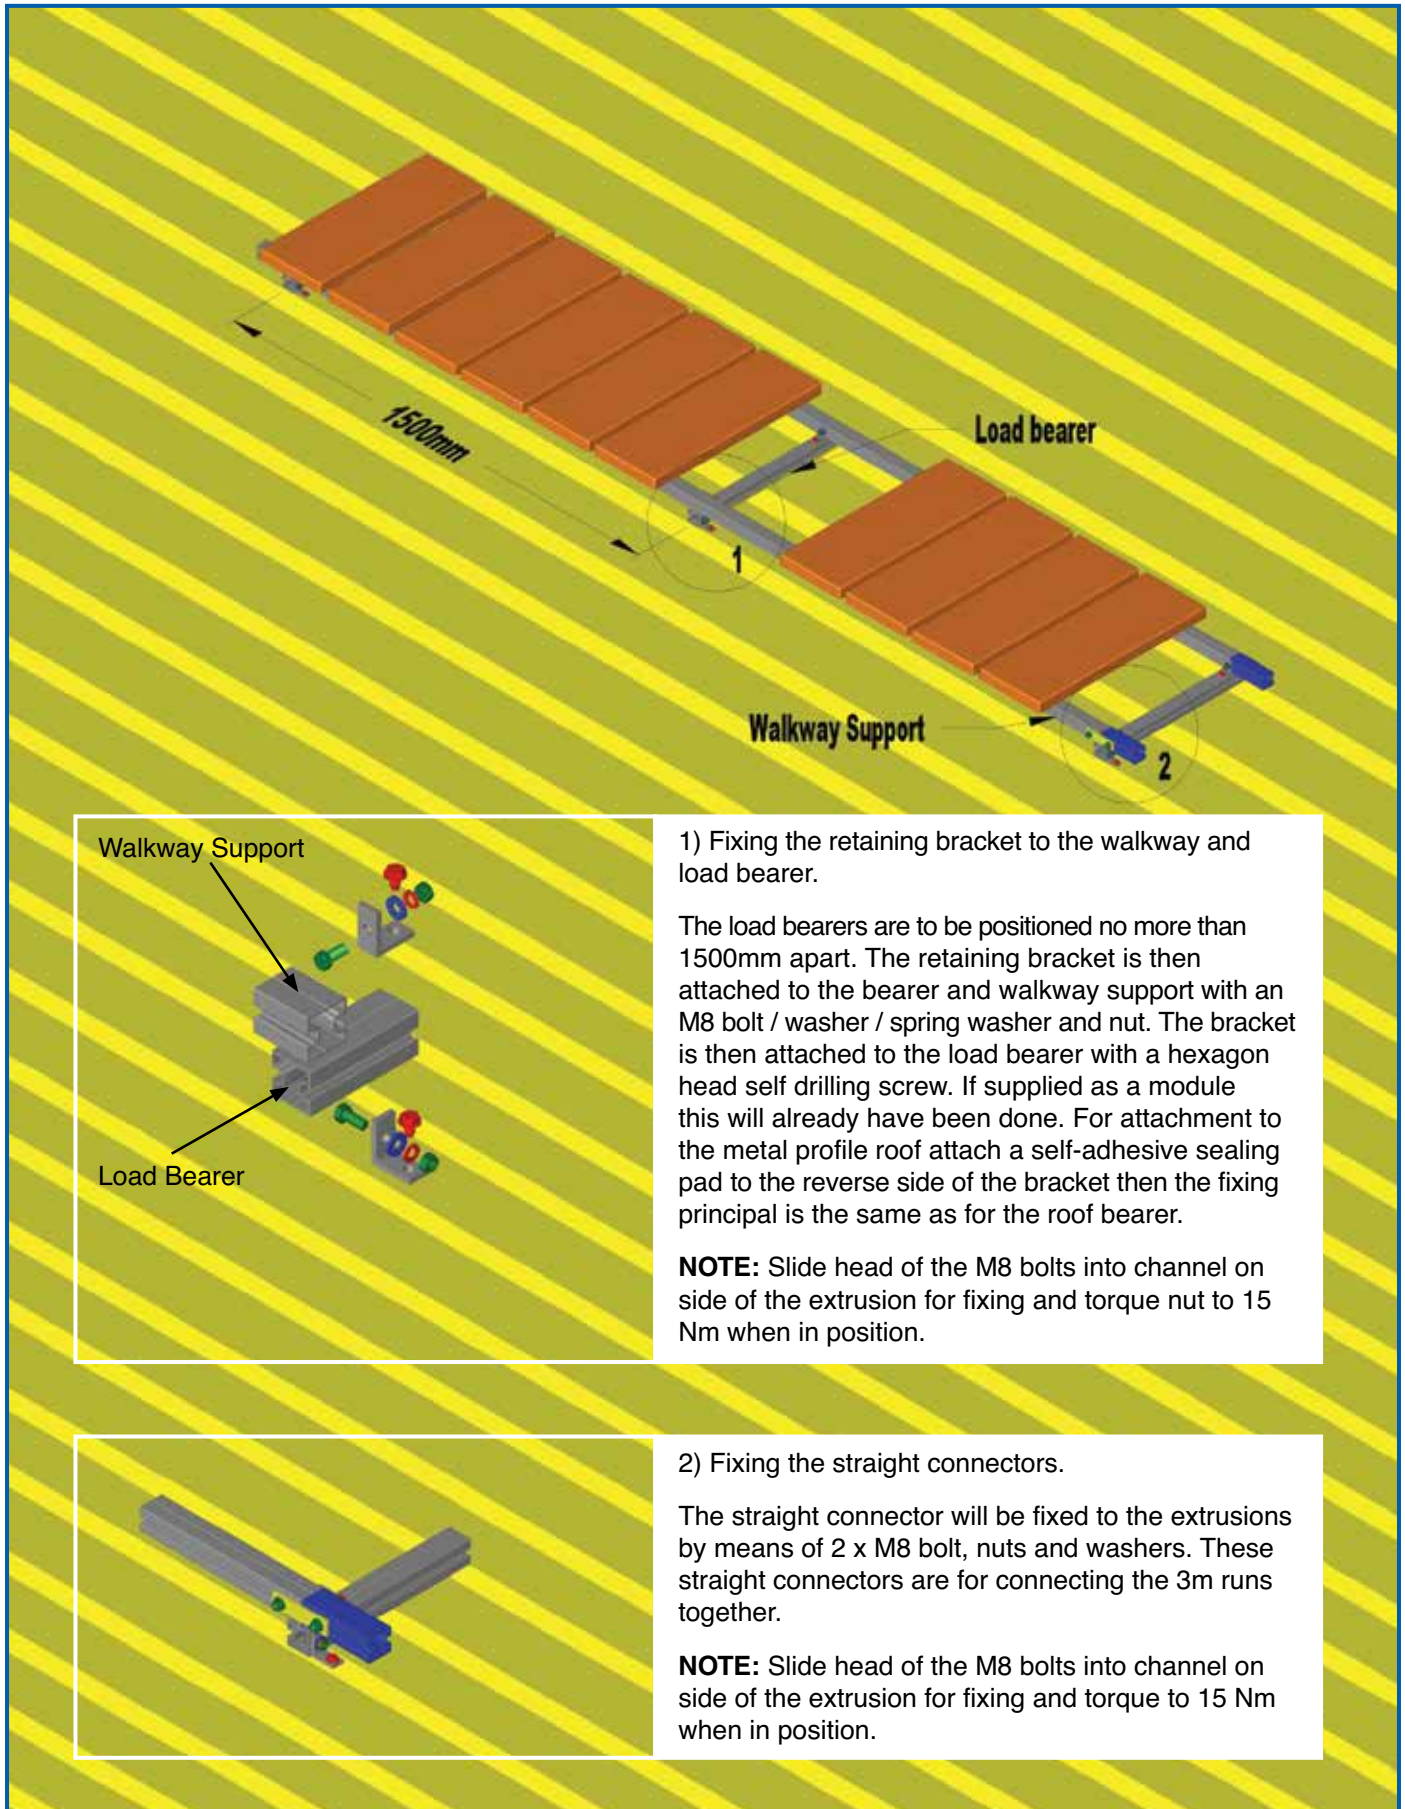 1500mm
Load bearer
1
Walkway Support
2
Walkway Support
Load Bearer
1) Fixing the retaining bracket to the walkway and
load bearer.
The load bearers are to be positioned no more than
1500mm apart. The retaining bracket is then
attached to the bearer and walkway support with an
M8 bolt / washer / spring washer and nut. The bracket
is then attached to the load bearer with a hexagon
head self drilling screw. If supplied as a module
this will already have been done. For attachment to
the metal profile roof attach a self-adhesive sealing
pad to the reverse side of the bracket then the fixing
principal is the same as for the roof bearer.
NOTE: Slide head of the M8 bolts into channel on
side of the extrusion for fixing and torque nut to 15
Nm when in position.
2) Fixing the straight connectors.
The straight connector will be fixed to the extrusions
by means of 2 x M8 bolt, nuts and washers. These
straight connectors are for connecting the 3m runs
together.
NOTE: Slide head of the M8 bolts into channel on
side of the extrusion for fixing and torque to 15 Nm
when in position.